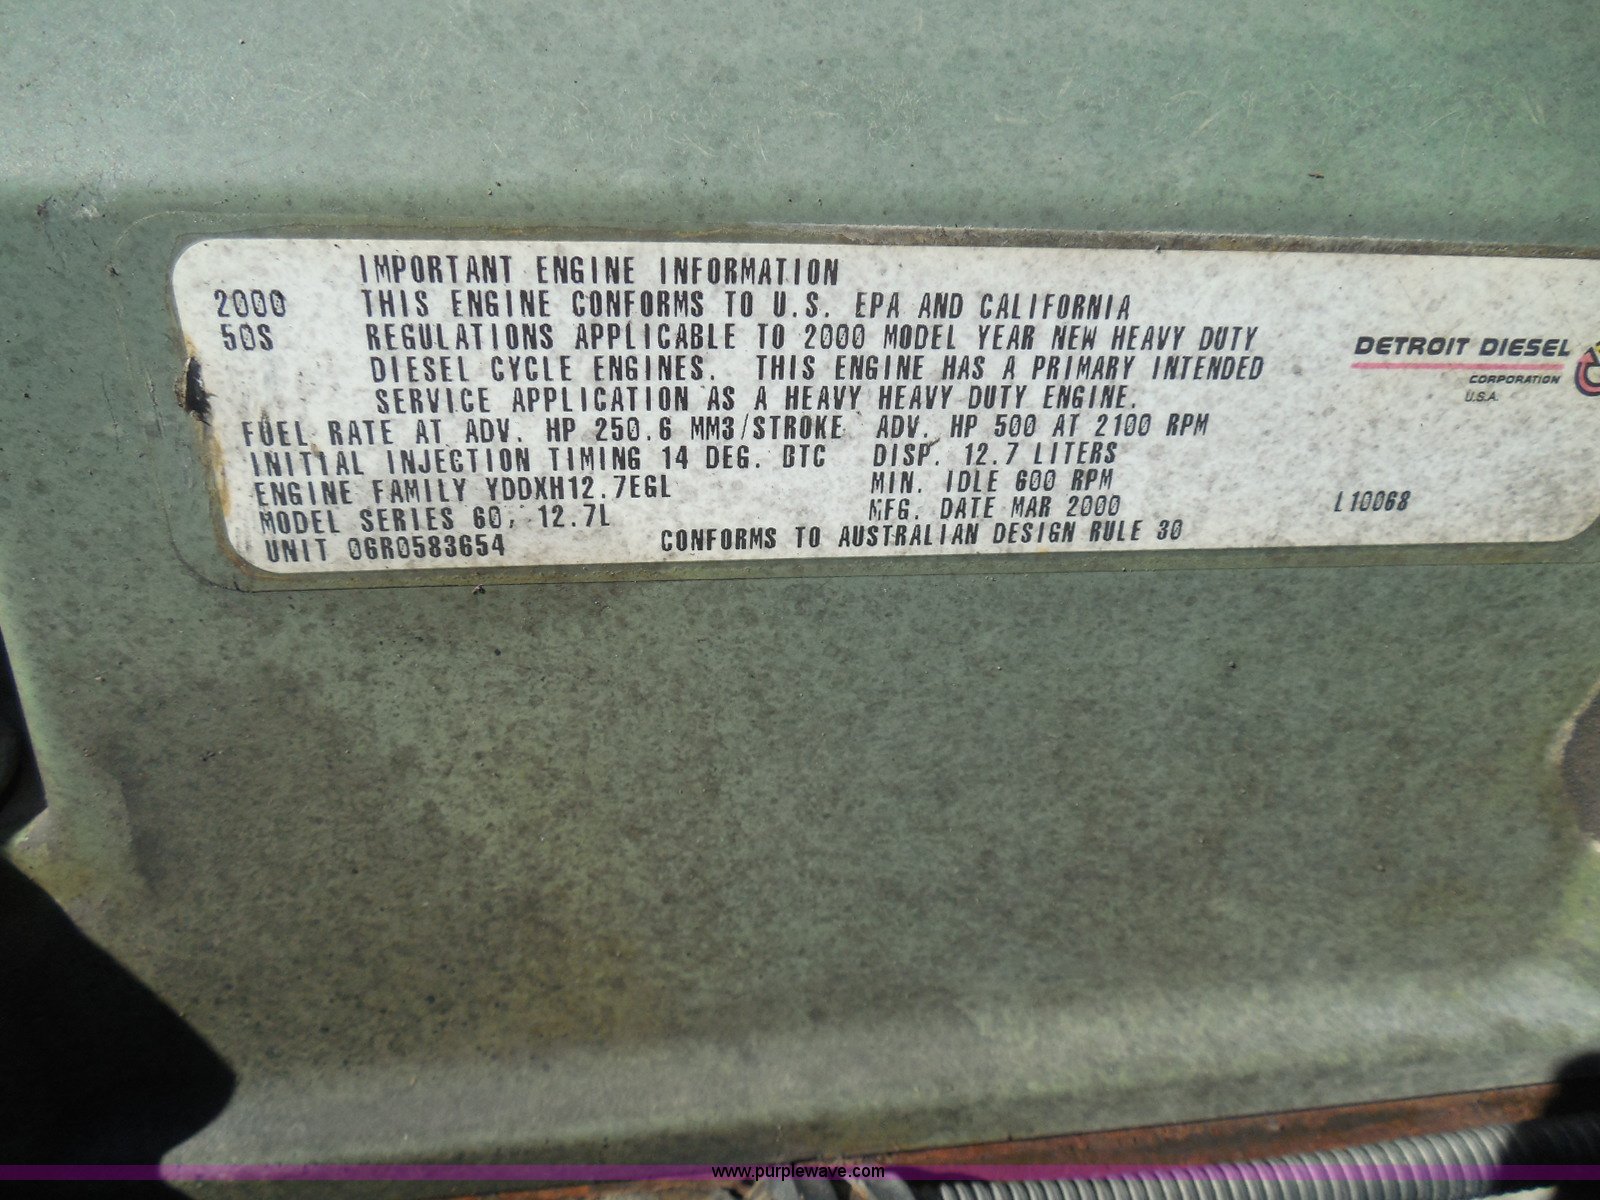 IMPORTANT ENGINE INFORMATION
2000 THIS ENGINE CONFORMS TO U.S. EPA AND CALIFORNIA
50S REGULATIONS APPLICABLE TO 2000 MODEL YEAR NEW HEAVY DUTY
DIESEL CYCLE ENGINES. THIS ENGINE HAS A PRIMARY INTENDED
SERVICE APPLICATION AS A HEAVY HEAVY DUTY ENGINE.
FUEL RATE AT ADV. HP 250.6 MM3/STROKE ADV. HP 500 AT 2100 RPM
INITIAL INJECTION TIMING 14 DEG. BTC DISP. 12.7 LITERS
ENGINE FAMILY YDDXH12.7EGL MIN. IDLE 600 RPM
MODEL SERIES 60, 12.7L MFG. DATE MAR 2000
UNIT 06R0583654 CONFORMS TO AUSTRALIAN DESIGN RULE 30
L10068
DETROIT DIESEL
CORPORATION
U.S.A.
www.purplewave.com